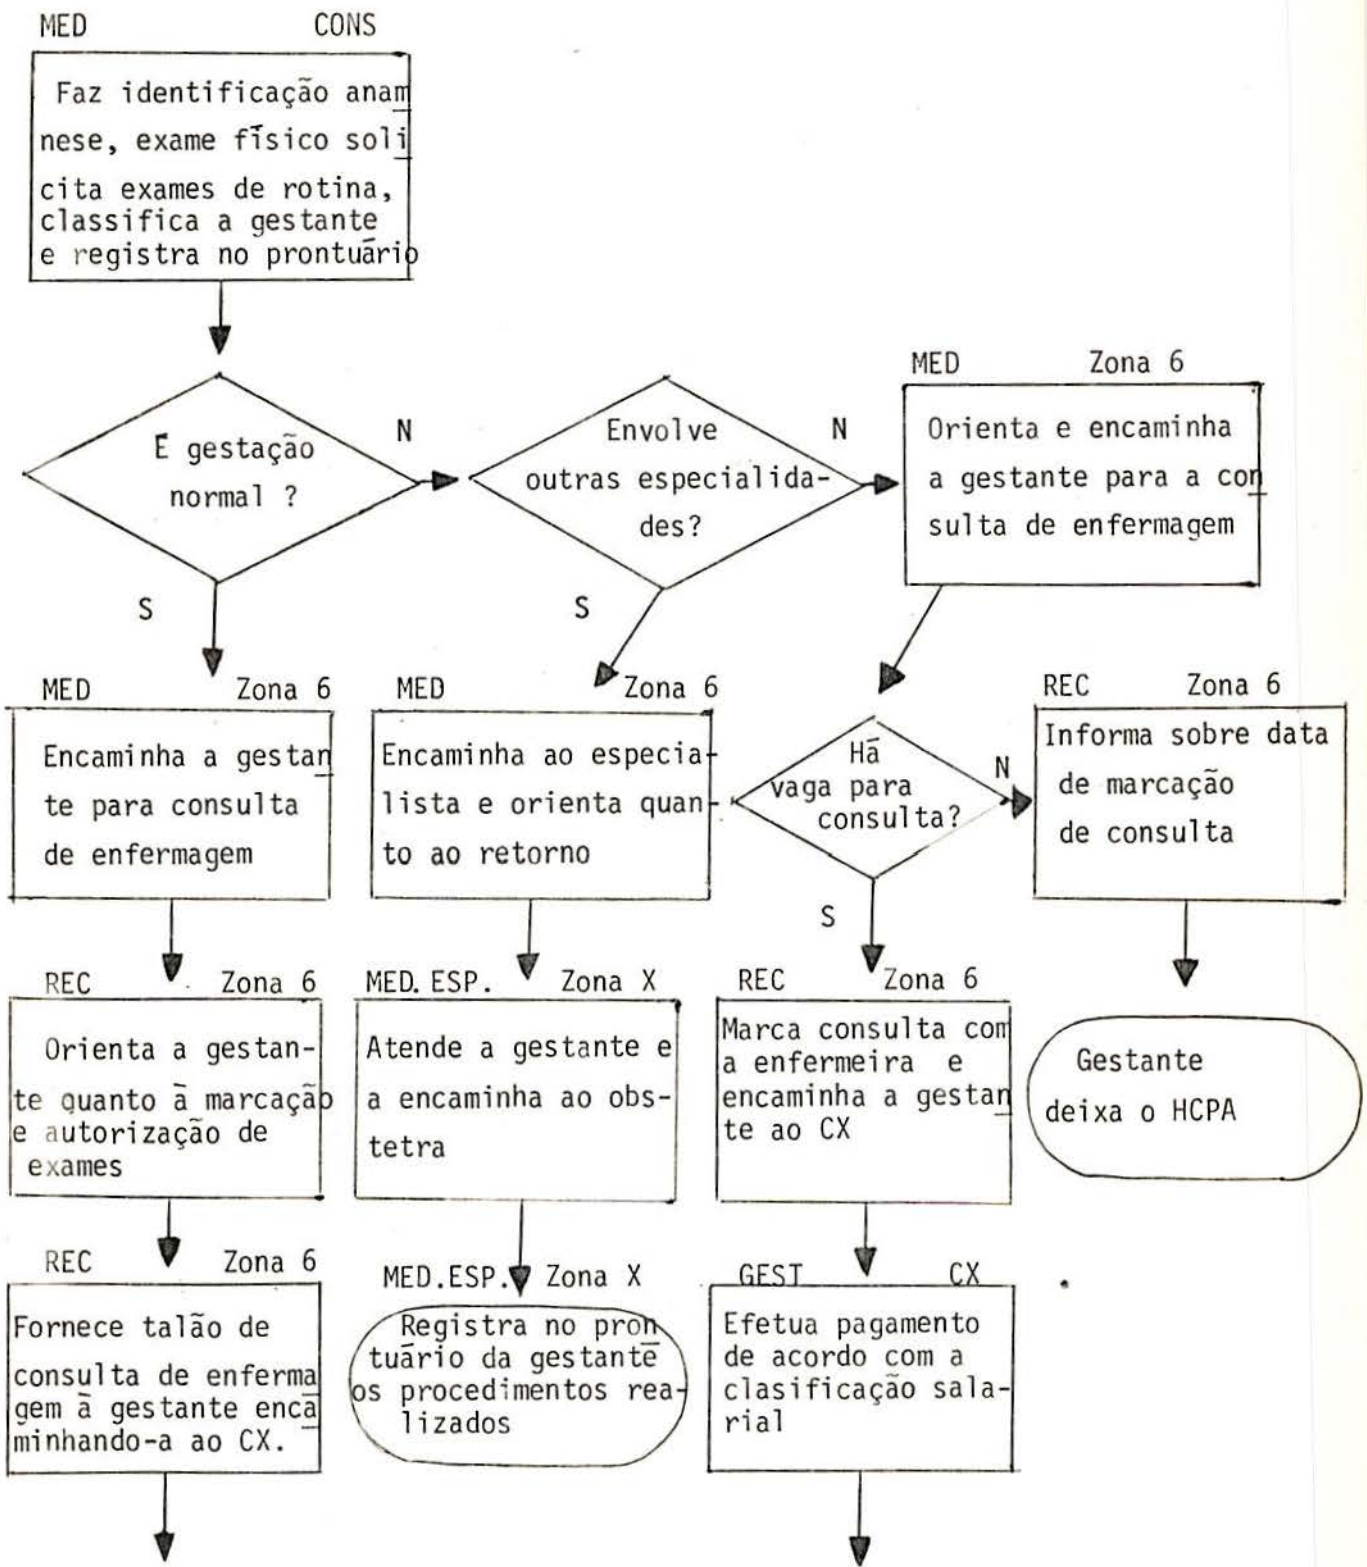 MED CONS
Faz identificação anam
nese, exame físico soli
cita exames de rotina,
classifica a gestante
e registra no prontuário
E gestação
normal ?
N
S
Envolve
outras especialida-
des?
N
S
MED Zona 6
Orienta e encaminha
a gestante para a con
sulta de enfermagem
MED Zona 6
Encaminha a gestan
te para consulta
de enfermagem
MED Zona 6
Encaminha ao especia-
lista e orienta quan-
to ao retorno
Há
vaga para
consulta?
N
S
REC Zona 6
Informa sobre data
de marcação
de consulta
REC Zona 6
Orienta a gestan-
te quanto à marcação
e autorização de
exames
MED. ESP. Zona X
Atende a gestante e
a encaminha ao obs-
tetra
REC Zona 6
Marca consulta com
a enfermeira e
encaminha a gestan
te ao CX
Gestante
deixa o HCPA
REC Zona 6
Fornece talão de
consulta de enferma
gem à gestante enca
minhando-a ao CX.
MED.ESP. Zona X
Registra no pron
tuário da gestante
os procedimentos rea-
lizados
GEST CX
Efetua pagamento
de acordo com a
clasificação sala-
rial